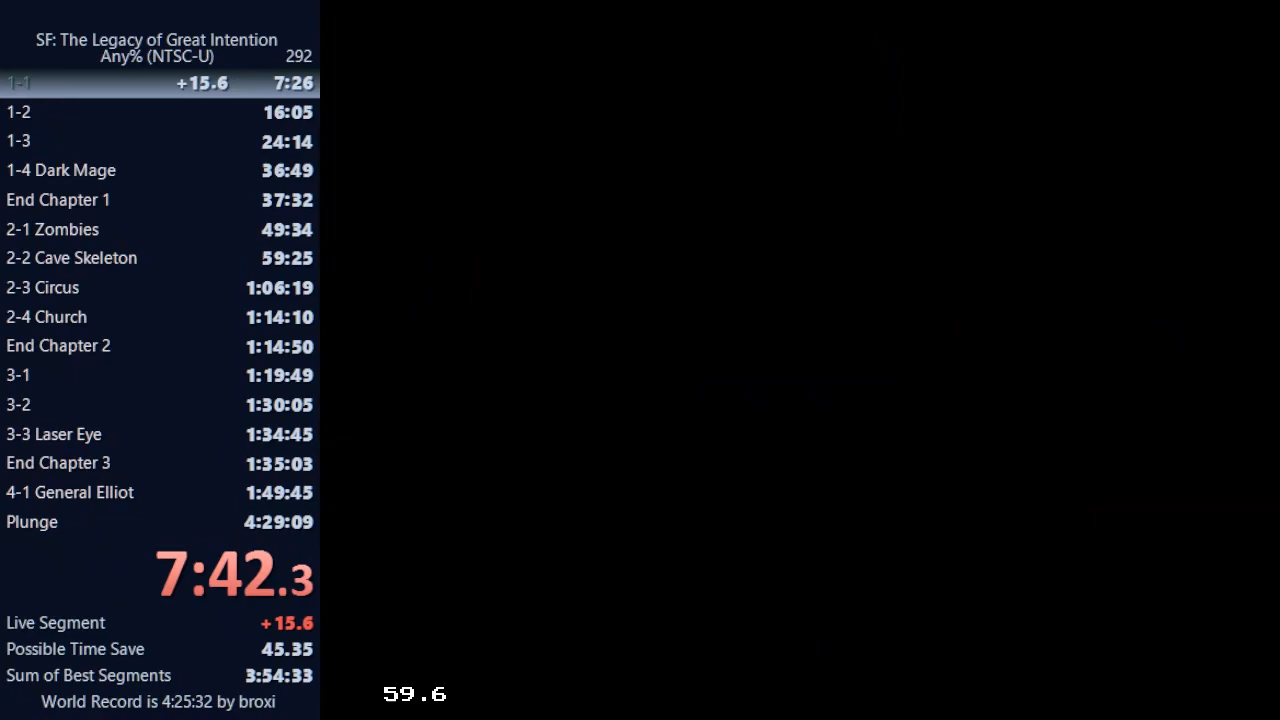 SF: The Legacy of Great Intention
Any% (NTSC-U) 292
1-1 +15.6 7:26
1-2 16:05
1-3 24:14
1-4 Dark Mage 36:49
End Chapter 1 37:32
2-1 Zombies 49:34
2-2 Cave Skeleton 59:25
2-3 Circus 1:06:19
2-4 Church 1:14:10
End Chapter 2 1:14:50
3-1 1:19:49
3-2 1:30:05
3-3 Laser Eye 1:34:45
End Chapter 3 1:35:03
4-1 General Elliot 1:49:45
Plunge 4:29:09
7:42.3
Live Segment +15.6
Possible Time Save 45.35
Sum of Best Segments 3:54:33
World Record is 4:25:32 by broxi
59.6